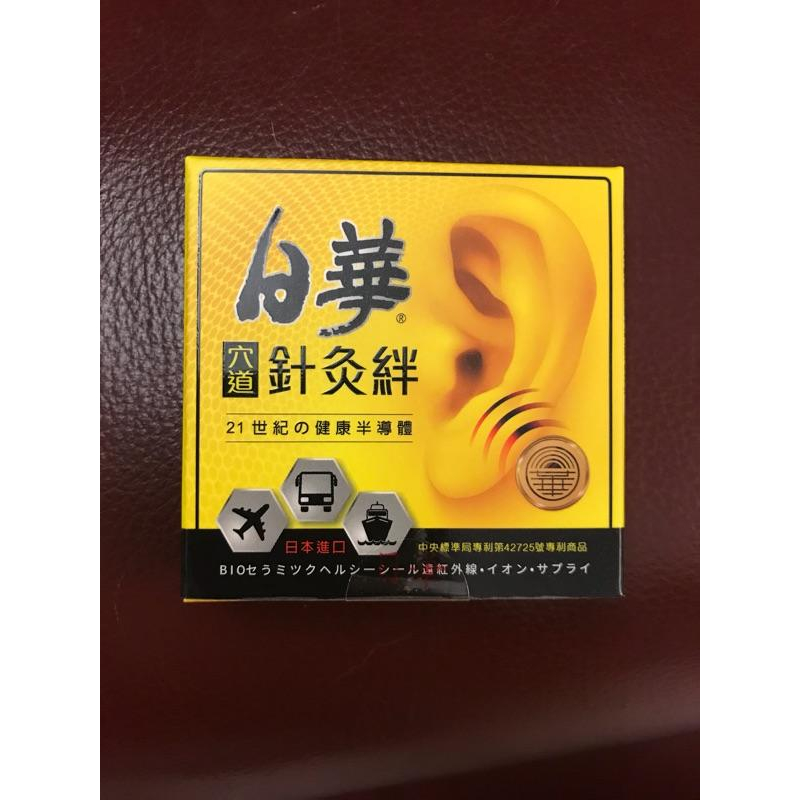 日華®
穴道 針灸絆
21世紀の健康半導體
日本進口
中央標準局專利第42725號專利商品
BIOセラミツクヘルシーシール遠紅外線・イオン・サプライ